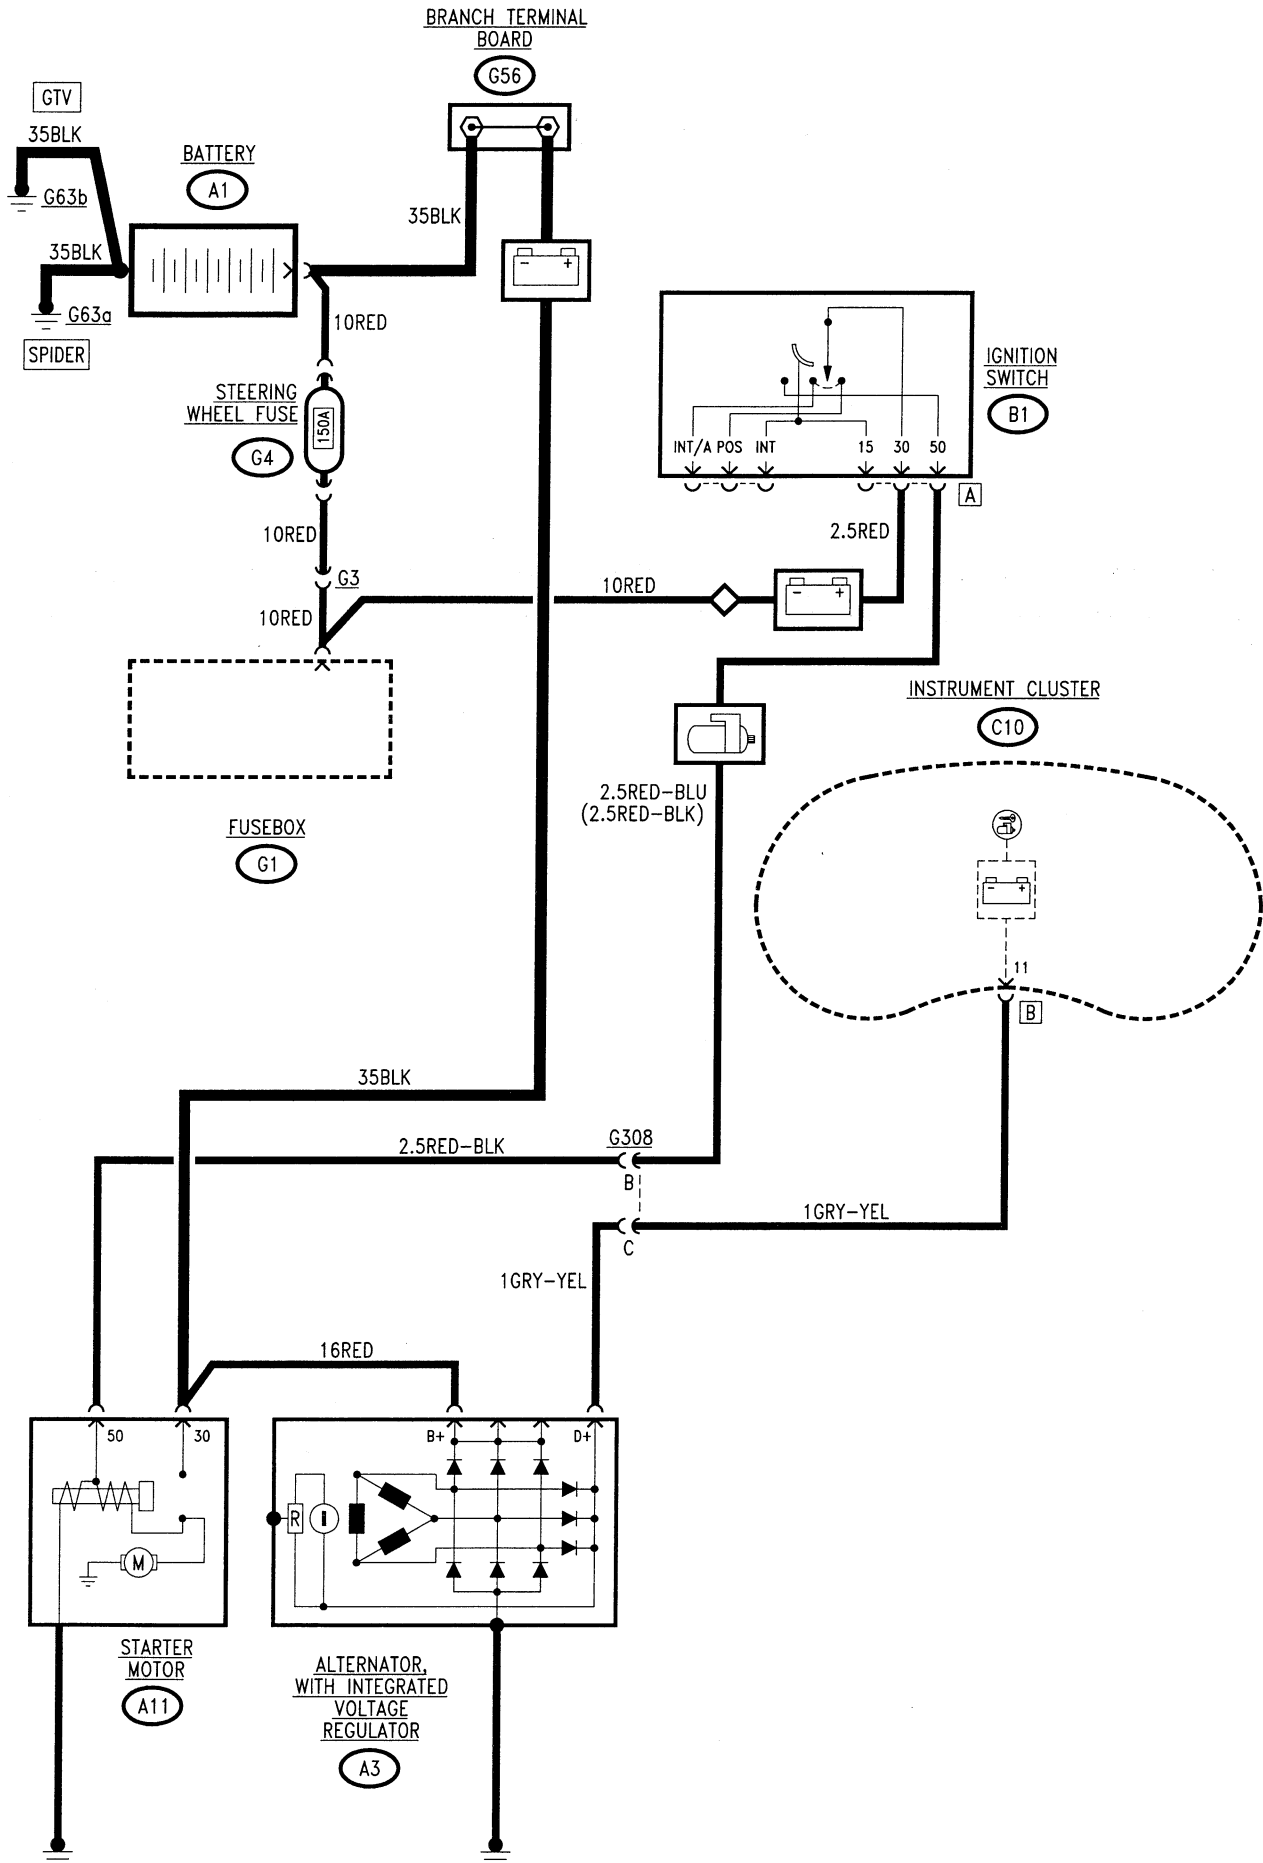 BRANCH TERMINAL
BOARD
G56
GTV
35BLK
BATTERY
A1
G63b
35BLK
35BLK
G63a
SPIDER
10RED
- +
IGNITION
SWITCH
B1
STEERING
WHEEL FUSE
150A
G4
INT/A POS INT 15 30 50
A
10RED
2.5RED
G3
10RED
10RED
- +
INSTRUMENT CLUSTER
C10
2.5RED-BLU
(2.5RED-BLK)
FUSEBOX
G1
- +
11
B
35BLK
2.5RED-BLK
G308
B
1GRY-YEL
C
1GRY-YEL
16RED
50 30
B+ D+
R
M
STARTER
MOTOR
A11
ALTERNATOR,
WITH INTEGRATED
VOLTAGE
REGULATOR
A3